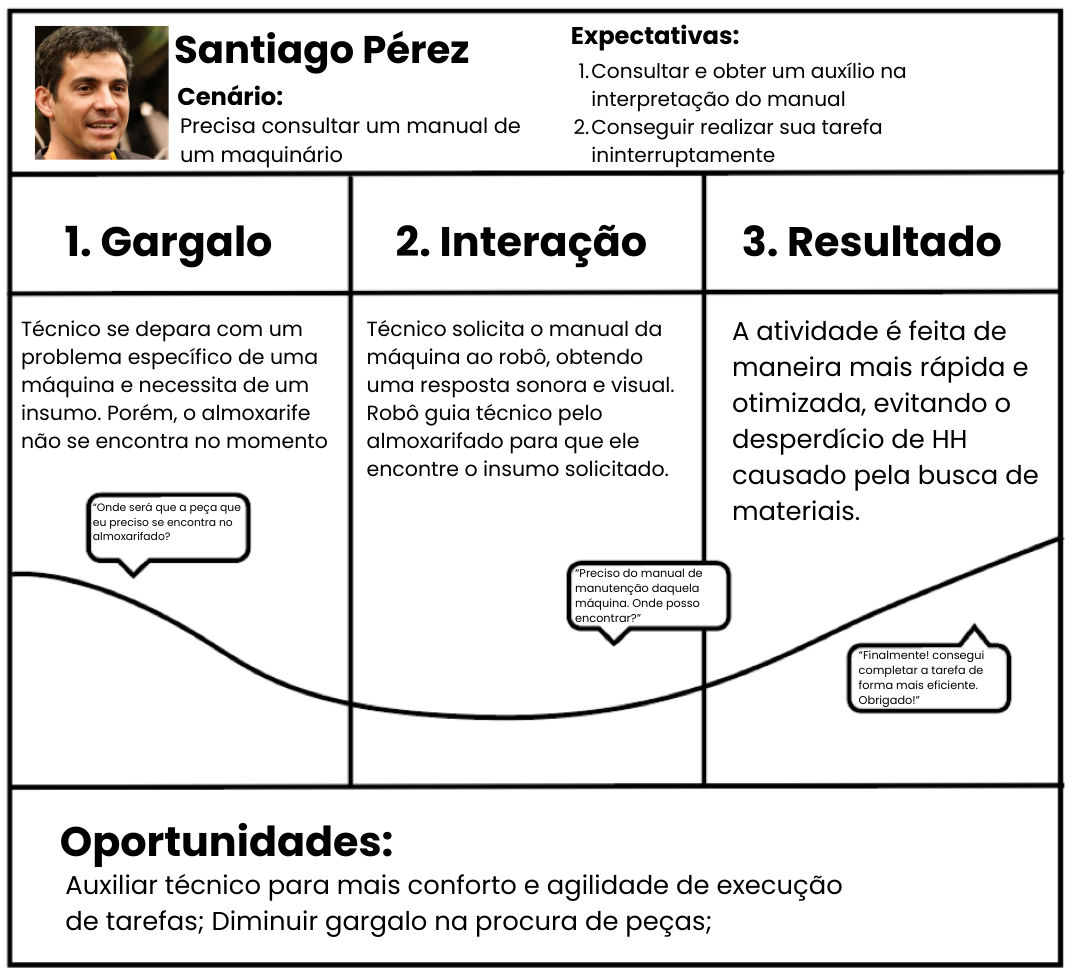 Santiago Pérez
Cenário:
Precisa consultar um manual de
um maquinário
Expectativas:
1. Consultar e obter um auxílio na
interpretação do manual
2. Conseguir realizar sua tarefa
ininterruptamente
1. Gargalo
2. Interação
3. Resultado
Técnico se depara com um
problema específico de uma
máquina e necessita de um
insumo. Porém, o almoxarife
não se encontra no momento
"Onde será que a peça que
eu preciso se encontra no
almoxarifado?
Técnico solicita o manual da
máquina ao robô, obtendo
uma resposta sonora e visual.
Robô guia técnico pelo
almoxarifado para que ele
encontre o insumo solicitado.
"Preciso do manual de
manutenção daquela
máquina. Onde posso
encontrar?"
A atividade é feita de
maneira mais rápida e
otimizada, evitando o
desperdício de HH
causado pela busca de
materiais.
"Finalmente! consegui
completar a tarefa de
forma mais eficiente.
Obrigado!"
Oportunidades:
Auxiliar técnico para mais conforto e agilidade de execução
de tarefas; Diminuir gargalo na procura de peças;